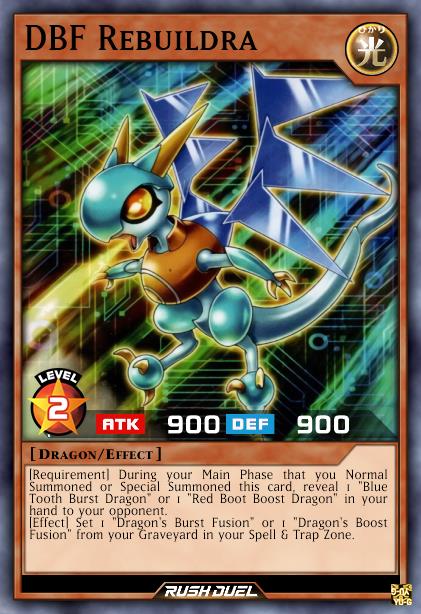 DBF Rebuildra
ひかり
光
LEVEL
2
ATK 900 DEF 900
[Dragon/Effect]
[Requirement] During your Main Phase that you Normal
Summoned or Special Summoned this card, reveal 1 "Blue
Tooth Burst Dragon" or 1 "Red Boot Boost Dragon" in your
hand to your opponent.
[Effect] Set 1 "Dragon's Burst Fusion" or 1 "Dragon's Boost
Fusion" from your Graveyard in your Spell & Trap Zone.
RUSH DUEL